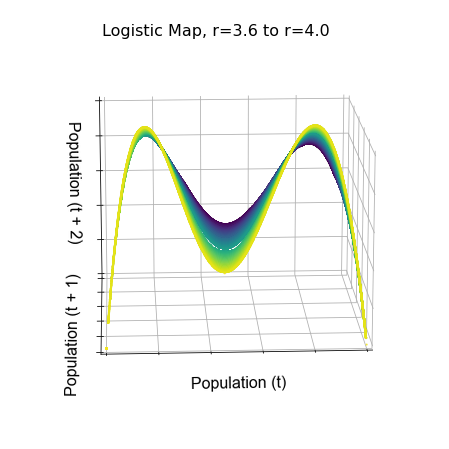 Logistic Map, r=3.6 to r=4.0
Population (t + 2)
Population (t + 1)
Population (t)